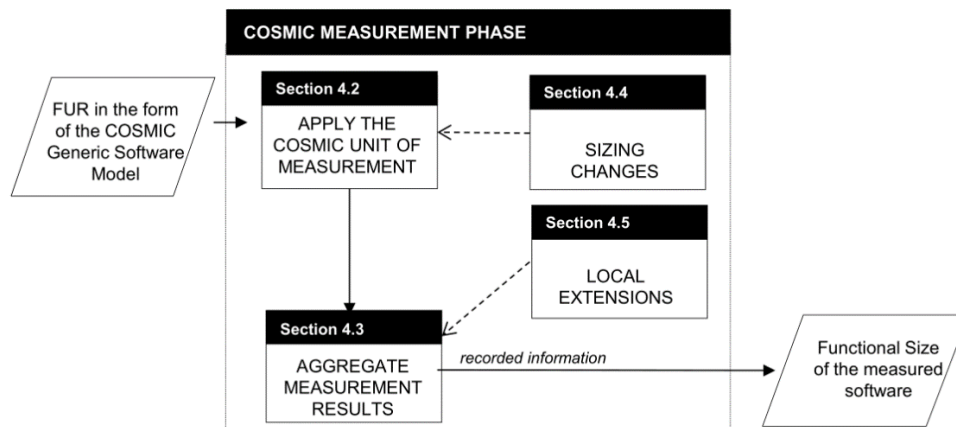 COSMIC MEASUREMENT PHASE
FUR in the form
of the COSMIC
Generic Software
Model
Section 4.2
APPLY THE
COSMIC UNIT OF
MEASUREMENT
Section 4.4
SIZING
CHANGES
Section 4.5
LOCAL
EXTENSIONS
Section 4.3
AGGREGATE
MEASUREMENT
RESULTS
recorded information
Functional Size
of the measured
software